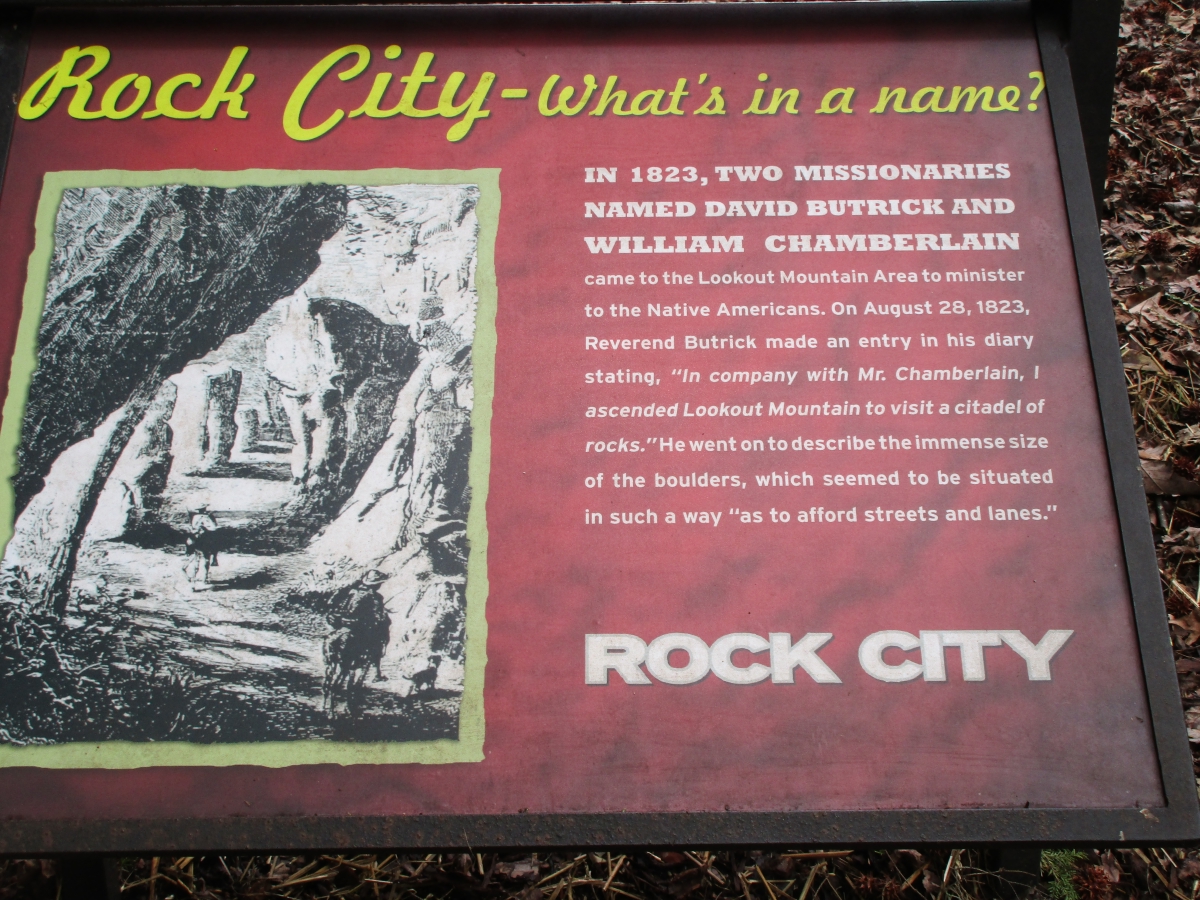 Rock City - What's in a name?
IN 1823, TWO MISSIONARIES
NAMED DAVID BUTRICK AND
WILLIAM CHAMBERLAIN
came to the Lookout Mountain Area to minister
to the Native Americans. On August 28, 1823,
Reverend Butrick made an entry in his diary
stating, "In company with Mr. Chamberlain, I
ascended Lookout Mountain to visit a citadel of
rocks." He went on to describe the immense size
of the boulders, which seemed to be situated
in such a way "as to afford streets and lanes."
ROCK CITY